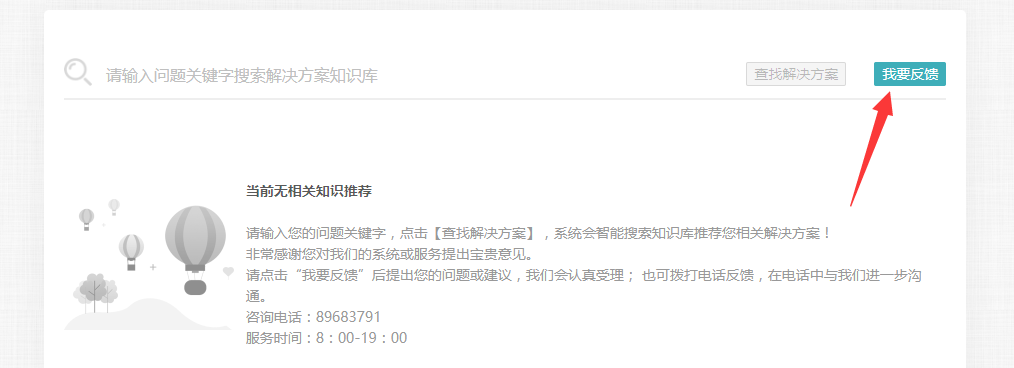 请输入问题关键字搜索解决方案知识库
查找解决方案
我要反馈
当前无相关知识推荐
请输入您的问题关键字，点击【查找解决方案】，系统会智能搜索知识库推荐您相关解决方案！
非常感谢您对我们的系统或服务提出宝贵意见。
请点击“我要反馈”后提出您的问题或建议，我们会认真受理； 也可拨打电话反馈，在电话中与我们进一步沟
通。
咨询电话：89683791
服务时间：8：00-19：00